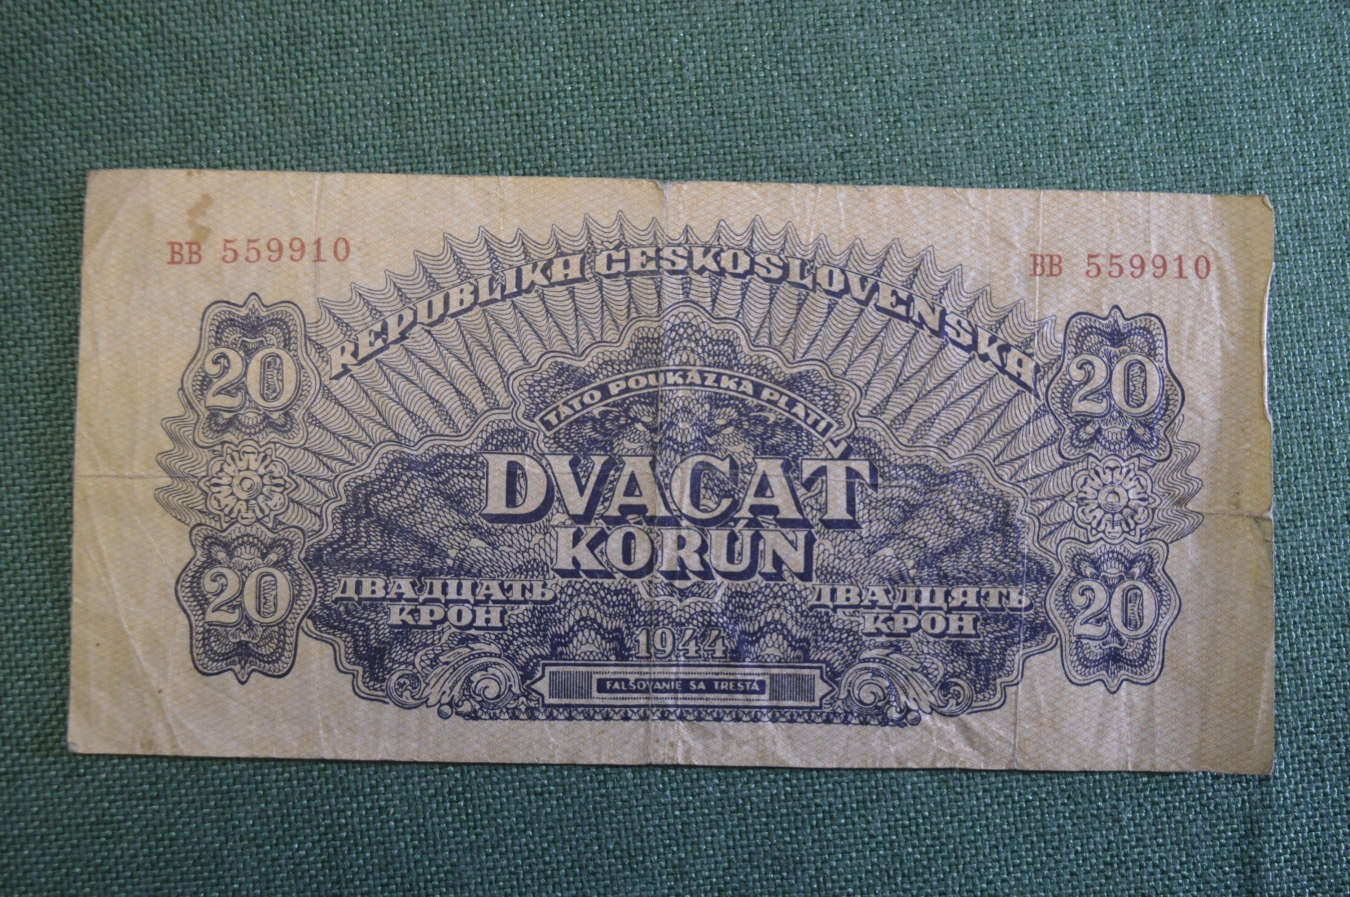 BB 559910
BB 559910
REPUBLIKA ČESKOSLOVENSKA
20
20
TÁTO POUKÁZKA PLATÍ
DVACAŤ
KORÚN
20
20
ДВАДЦАТЬ
КРОН
ДВАДЦЯТЬ
КРОН
1944
FALŠOVANIE SA TRESTÁ